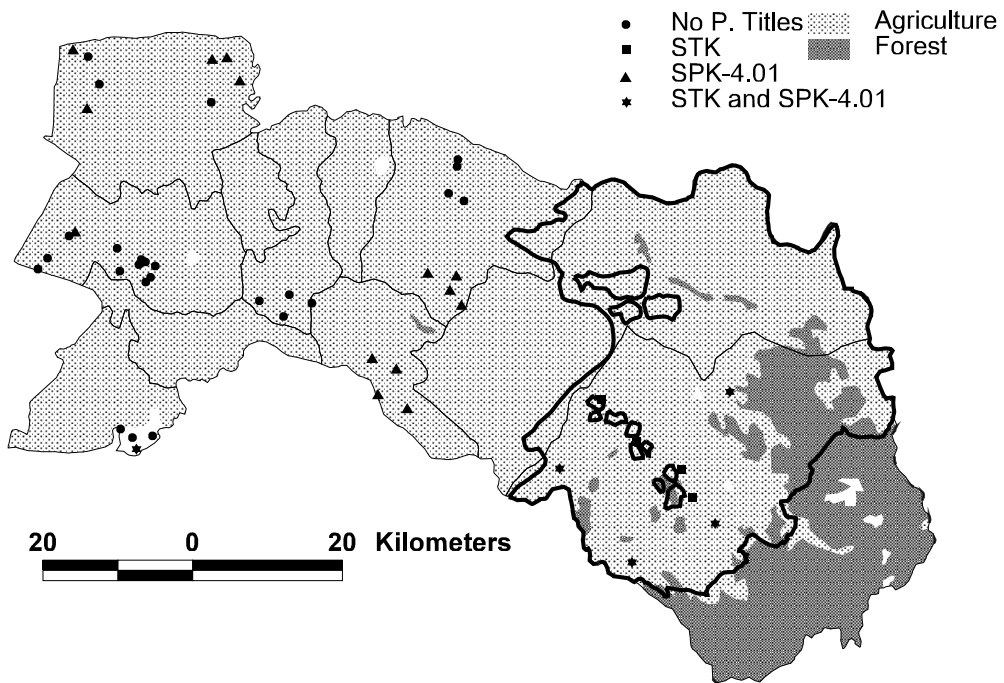 No P. Titles Agriculture
STK Forest
SPK-4.01
STK and SPK-4.01
20 0 20 Kilometers